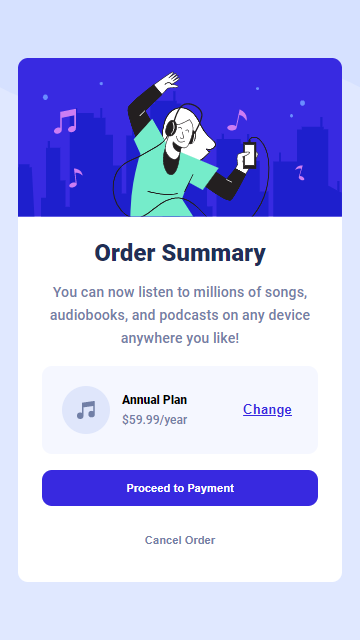 Order Summary
You can now listen to millions of songs,
audiobooks, and podcasts on any device
anywhere you like!
Annual Plan
$59.99/year
Change
Proceed to Payment
Cancel Order